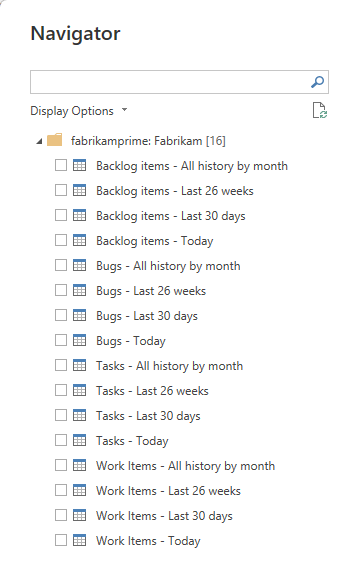 Navigator
Display Options
fabrikamprime: Fabrikam [16]
Backlog items - All history by month
Backlog items - Last 26 weeks
Backlog items - Last 30 days
Backlog items - Today
Bugs - All history by month
Bugs - Last 26 weeks
Bugs - Last 30 days
Bugs - Today
Tasks - All history by month
Tasks - Last 26 weeks
Tasks - Last 30 days
Tasks - Today
Work Items - All history by month
Work Items - Last 26 weeks
Work Items - Last 30 days
Work Items - Today